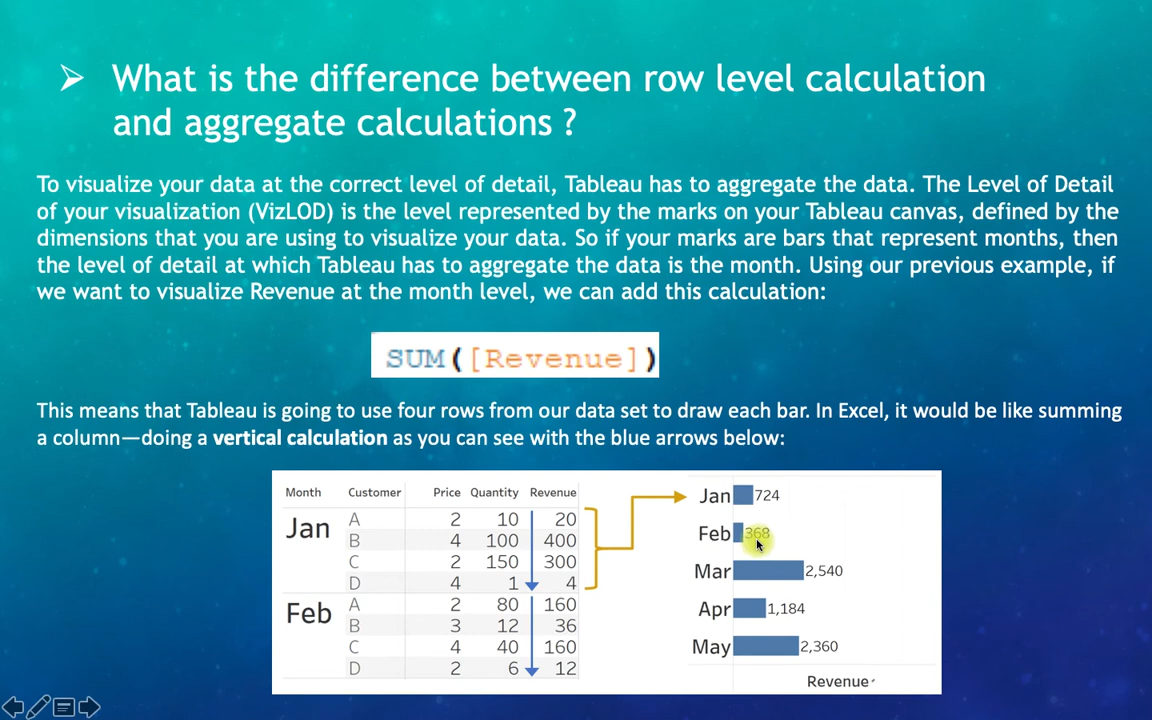 ➢ What is the difference between row level calculation
and aggregate calculations ?
To visualize your data at the correct level of detail, Tableau has to aggregate the data. The Level of Detail
of your visualization (VizLOD) is the level represented by the marks on your Tableau canvas, defined by the
dimensions that you are using to visualize your data. So if your marks are bars that represent months, then
the level of detail at which Tableau has to aggregate the data is the month. Using our previous example, if
we want to visualize Revenue at the month level, we can add this calculation:
SUM([Revenue])
This means that Tableau is going to use four rows from our data set to draw each bar. In Excel, it would be like summing
a column—doing a vertical calculation as you can see with the blue arrows below:
Month Customer Price Quantity Revenue
Jan A 2 10 20
B 4 100 400
C 2 150 300
D 4 1 4
Feb A 2 80 160
B 3 12 36
C 4 40 160
D 2 6 12
Jan 724
Feb 368
Mar 2,540
Apr 1,184
May 2,360
Revenue